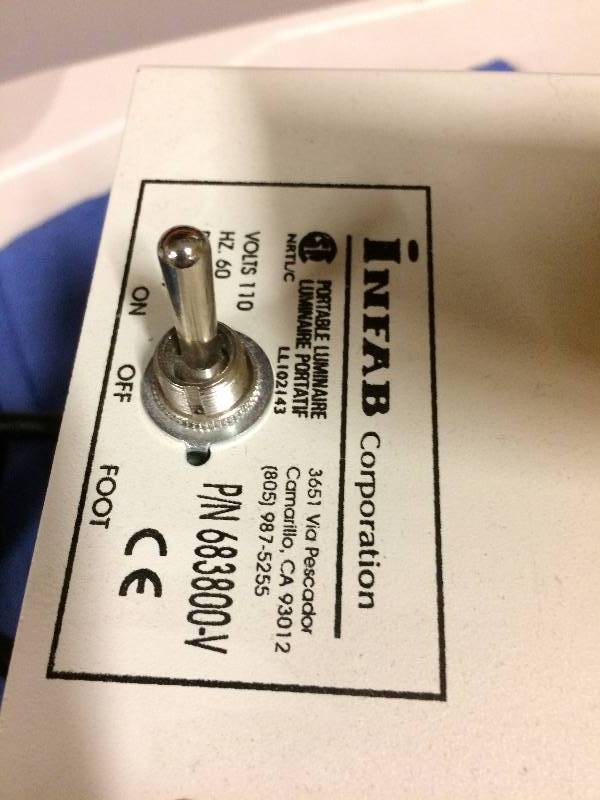 INFAB Corporation
PORTABLE LUMINAIRE
LUMINAIRE PORTATIF
NRTL/C
LL102143
3651 Via Pescador
Camarillo, CA 93012
(805) 987-5255
VOLTS 110
HZ. 60
P/N 683800-V
ON OFF FOOT
CE